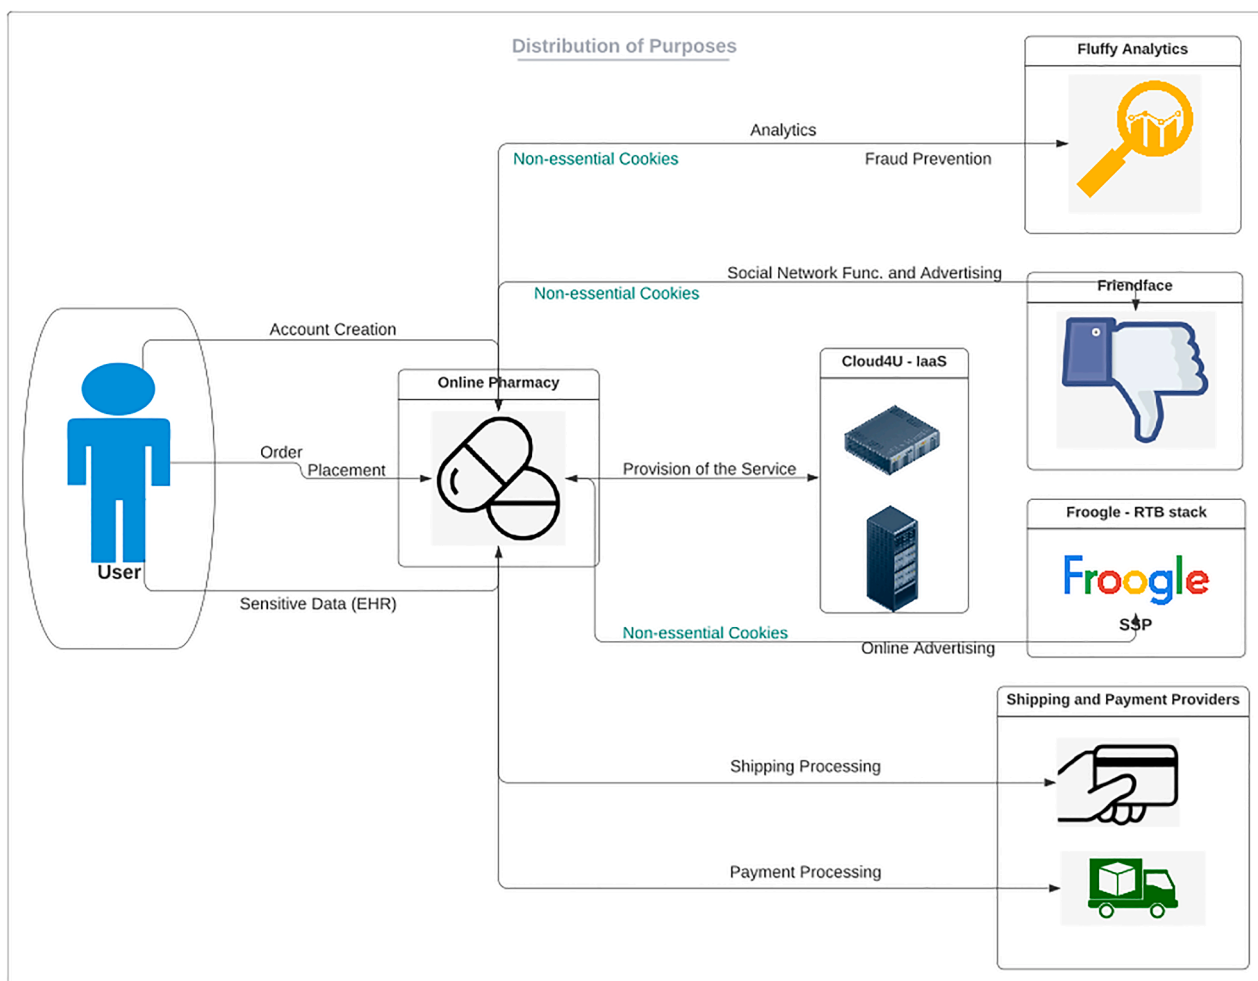 Distribution of Purposes
Fluffy Analytics
Analytics
Non-essential Cookies
Fraud Prevention
Social Network Func. and Advertising
Non-essential Cookies
Friendface
Account Creation
Online Pharmacy
Cloud4U - IaaS
Order
Placement
Provision of the Service
Froogle - RTB stack
Froogle
SSP
User
Sensitive Data (EHR)
Non-essential Cookies
Online Advertising
Shipping and Payment Providers
Shipping Processing
Payment Processing